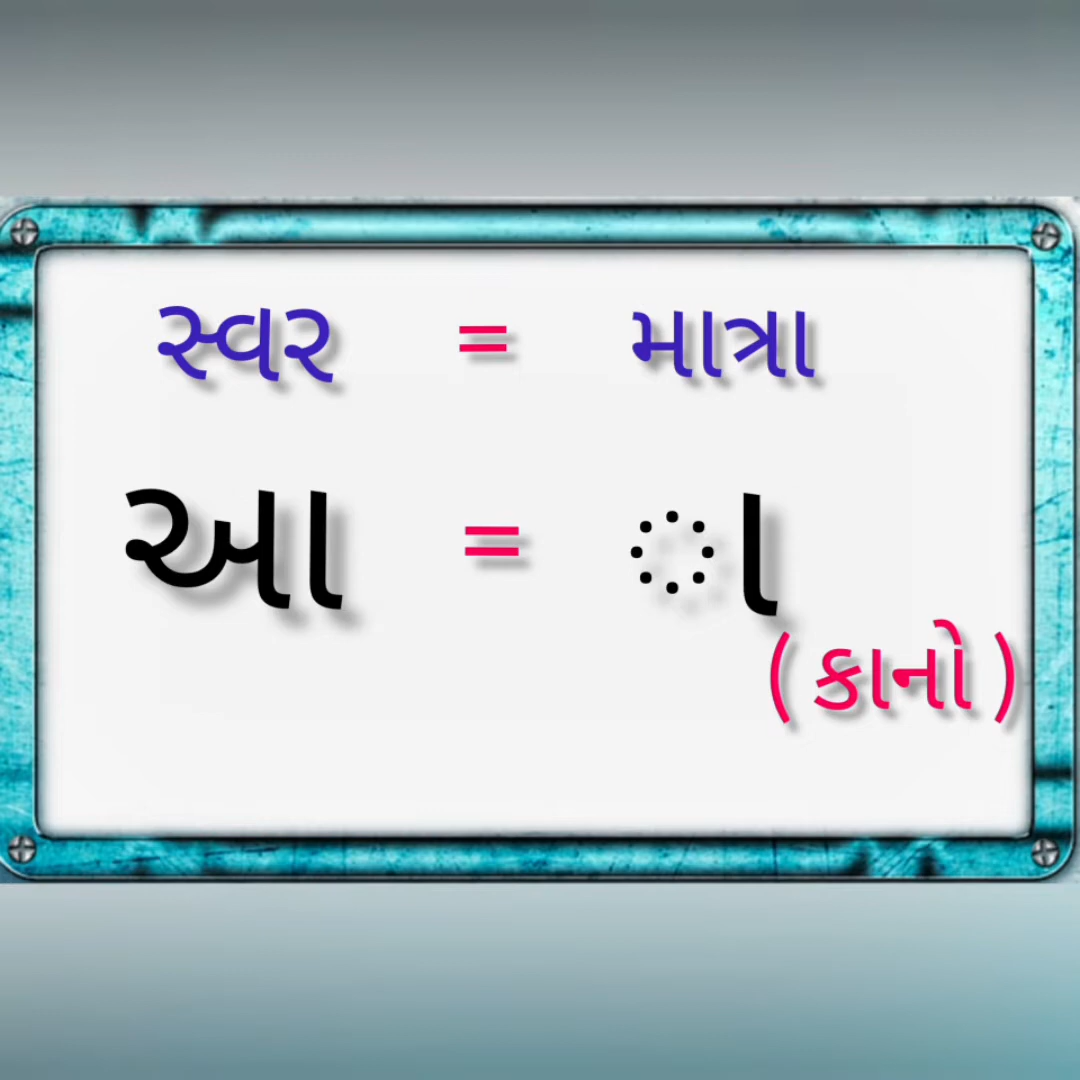 સ્વર = માત્રા
આ = ા
(કાનો)